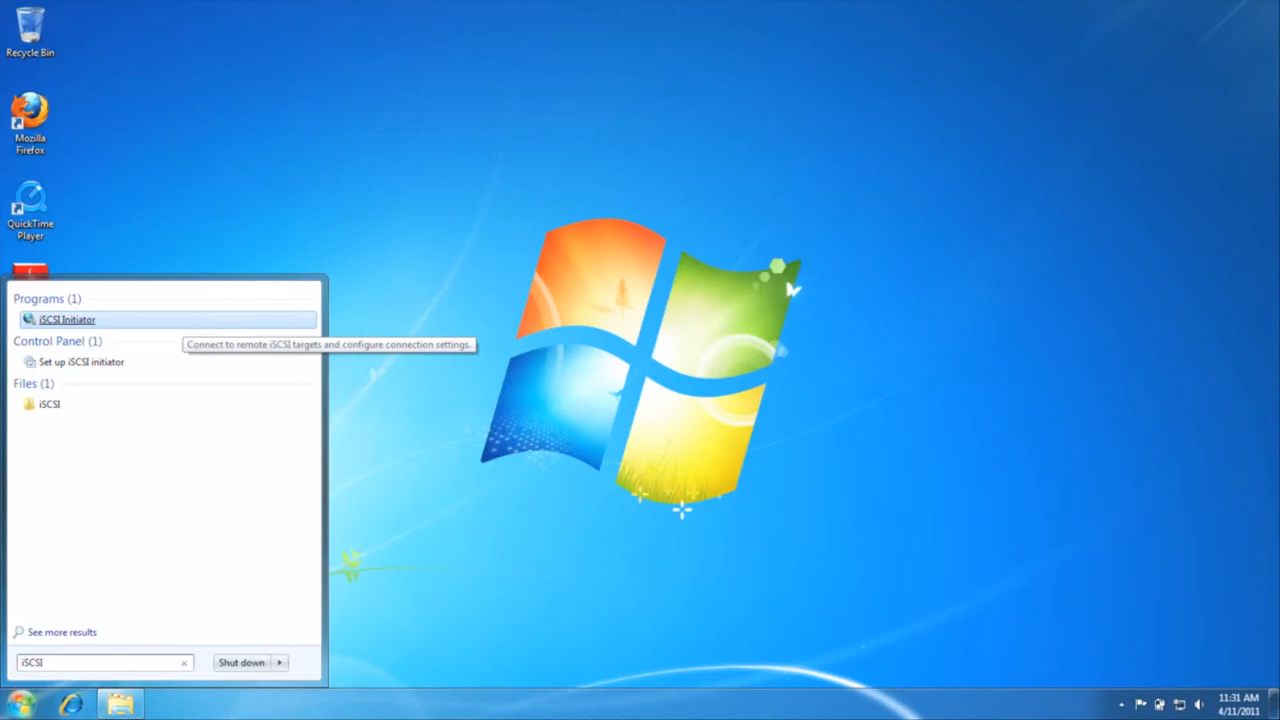 Recycle Bin
Mozilla
Firefox
QuickTime
Player
Programs (1)
iSCSI Initiator
Control Panel (1)
Connect to remote iSCSI targets and configure connection settings.
Set up iSCSI initiator
Files (1)
iSCSI
See more results
iSCSI
Shut down
11:31 AM
4/11/2011